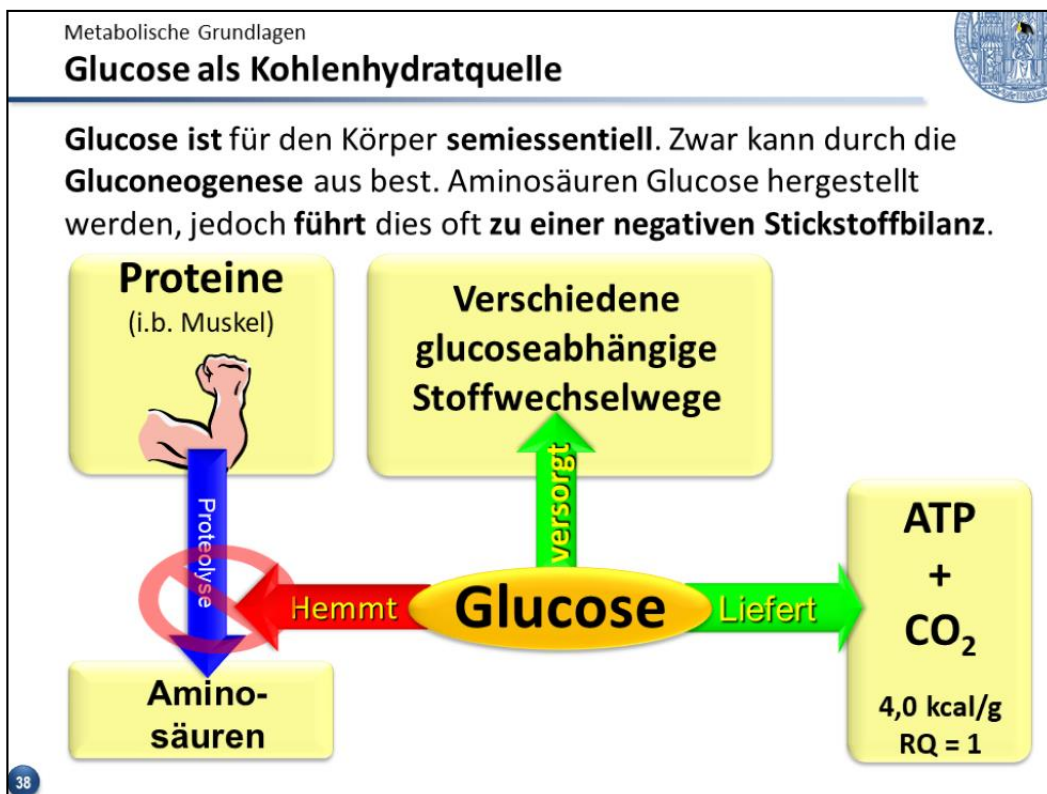 Metabolische Grundlagen
Glucose als Kohlenhydratquelle
Glucose ist für den Körper semiessentiell. Zwar kann durch die
Gluconeogenese aus best. Aminosäuren Glucose hergestellt
werden, jedoch führt dies oft zu einer negativen Stickstoffbilanz.
Proteine
(i.b. Muskel)
Verschiedene
glucoseabhängige
Stoffwechselwege
Proteolyse
versorgt
Hemmt
Glucose
Liefert
ATP
+
CO₂
4,0 kcal/g
RQ = 1
Amino-
säuren
38